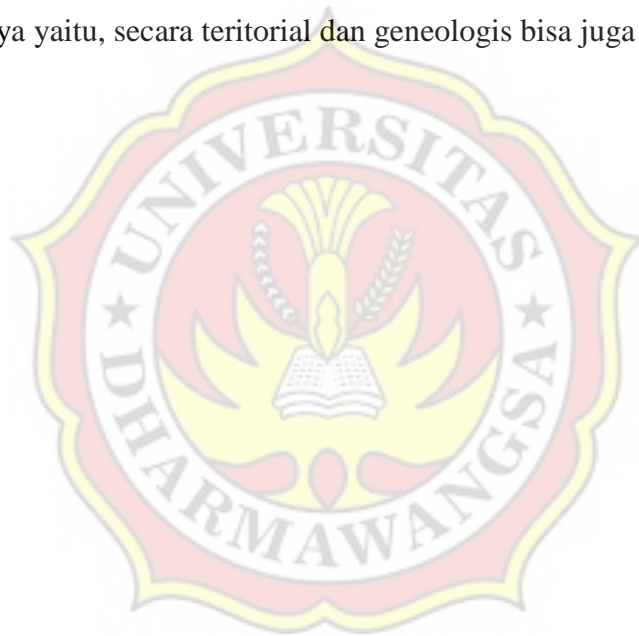 ya yaitu, secara teritorial dan geneologis bisa juga
UNIVERSITAS
DHARMAWANGSA